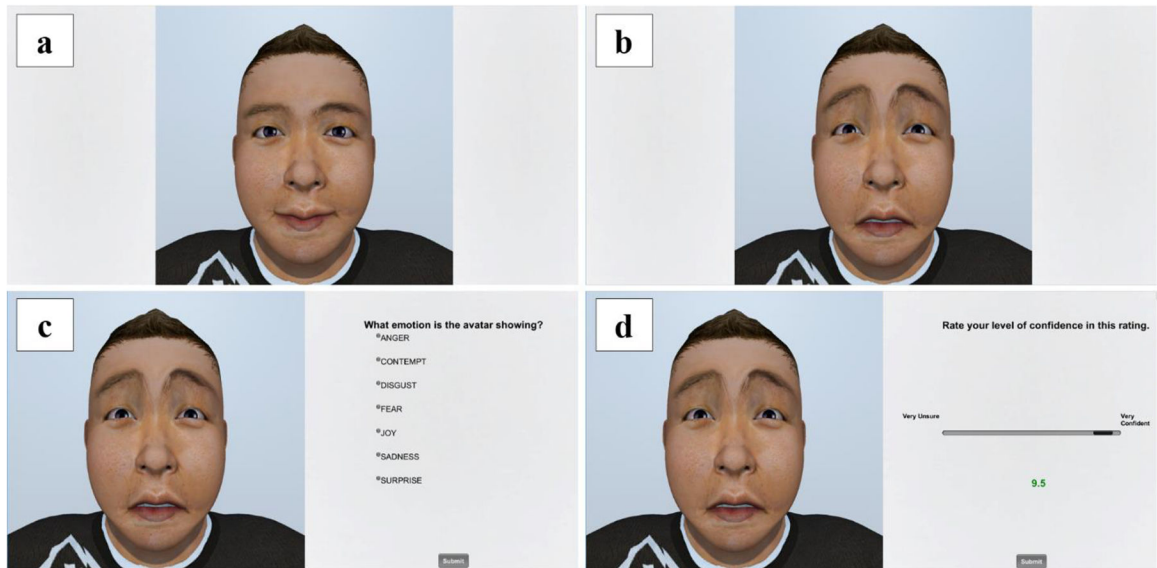 a
b
c
What emotion is the avatar showing?
ANGER
CONTEMPT
DISGUST
FEAR
JOY
SADNESS
SURPRISE
Submit
d
Rate your level of confidence in this rating.
Very Unsure
Very
Confident
9.5
Submit